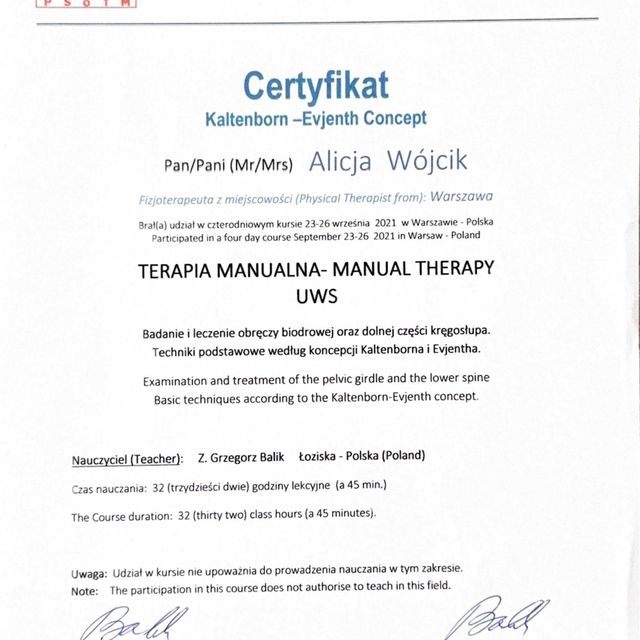 P S O T M
Certyfikat
Kaltenborn –Evjenth Concept
Pan/Pani (Mr/Mrs) Alicja Wójcik
Fizjoterapeuta z miejscowości (Physical Therapist from): Warszawa
Brał(a) udział w czterodniowym kursie 23-26 września 2021 w Warszawie - Polska
Participated in a four day course September 23-26 2021 in Warsaw - Poland
TERAPIA MANUALNA- MANUAL THERAPY
UWS
Badanie i leczenie obręczy biodrowej oraz dolnej części kręgosłupa.
Techniki podstawowe według koncepcji Kaltenborna i Evjentha.
Examination and treatment of the pelvic girdle and the lower spine
Basic techniques according to the Kaltenborn-Evjenth concept.
Nauczyciel (Teacher): Z. Grzegorz Balik Łoziska - Polska (Poland)
Czas nauczania: 32 (trzydzieści dwie) godziny lekcyjne (a 45 min.)
The Course duration: 32 (thirty two) class hours (a 45 minutes).
Uwaga: Udział w kursie nie upoważnia do prowadzenia nauczania w tym zakresie.
Note: The participation in this course does not authorise to teach in this field.